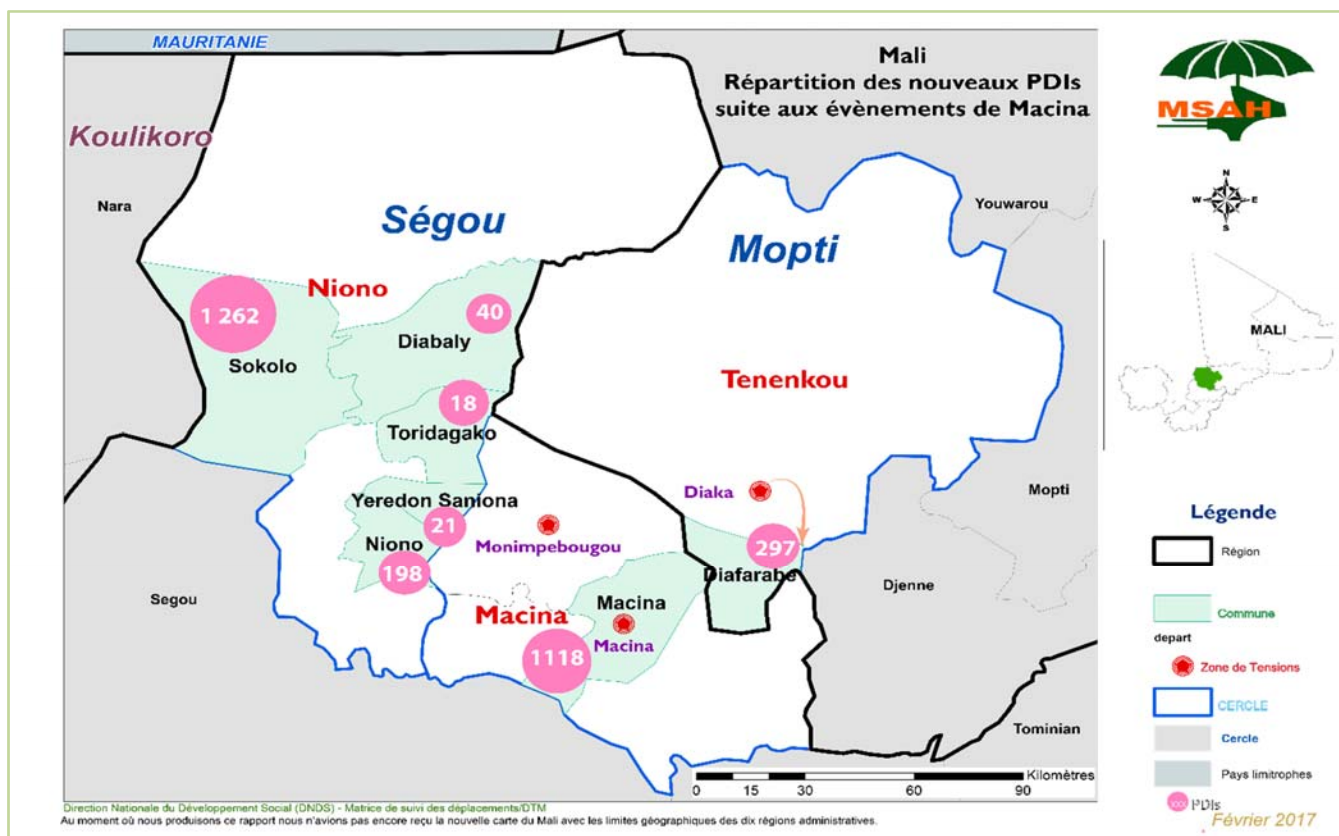 MAURITANIE
Mali
Répartition des nouveaux PDIs
suite aux évènements de Macina
MSAH
Koulikoro
N
W E
S
Nara
Youwarou
Ségou
Mopti
Niono
MALI
1 262
40
Diabaly
Sokolo
Tenenkou
18
Toridagako
Diaka
Mopti
Yeredon Saniona
21
Monimpebougou
Niono
297
198
Diafarabe
Djenne
Segou
Macina
Macina
Macina
1118
Légende
Région
Commune
depart
Zone de Tensions
CERCLE
Cercle
Pays limitrophes
XXX PDIs
Tominian
Kilomètres
0 15 30 60 90
Direction Nationale du Développement Social (DNDS) - Matrice de suivi des déplacements/DTM
Février 2017
Au moment où nous produisons ce rapport nous n'avions pas encore reçu la nouvelle carte du Mali avec les limites géographiques des dix régions administratives.